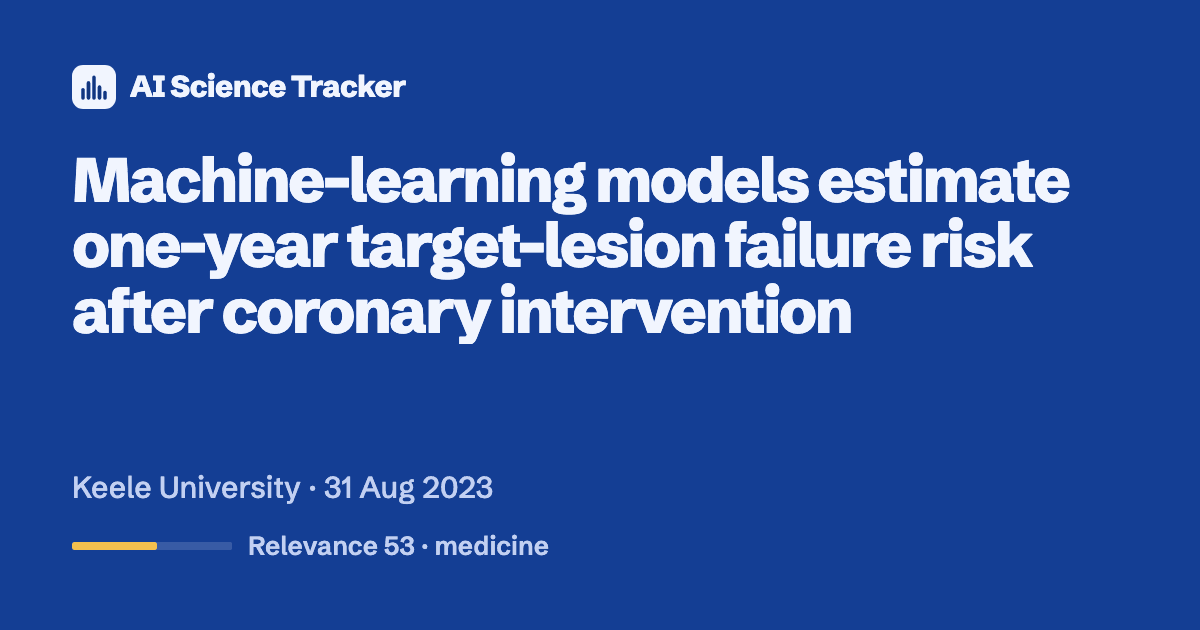 AI Science Tracker
Machine-learning models estimate
one-year target-lesion failure risk
after coronary intervention
Keele University · 31 Aug 2023
Relevance 53 · medicine